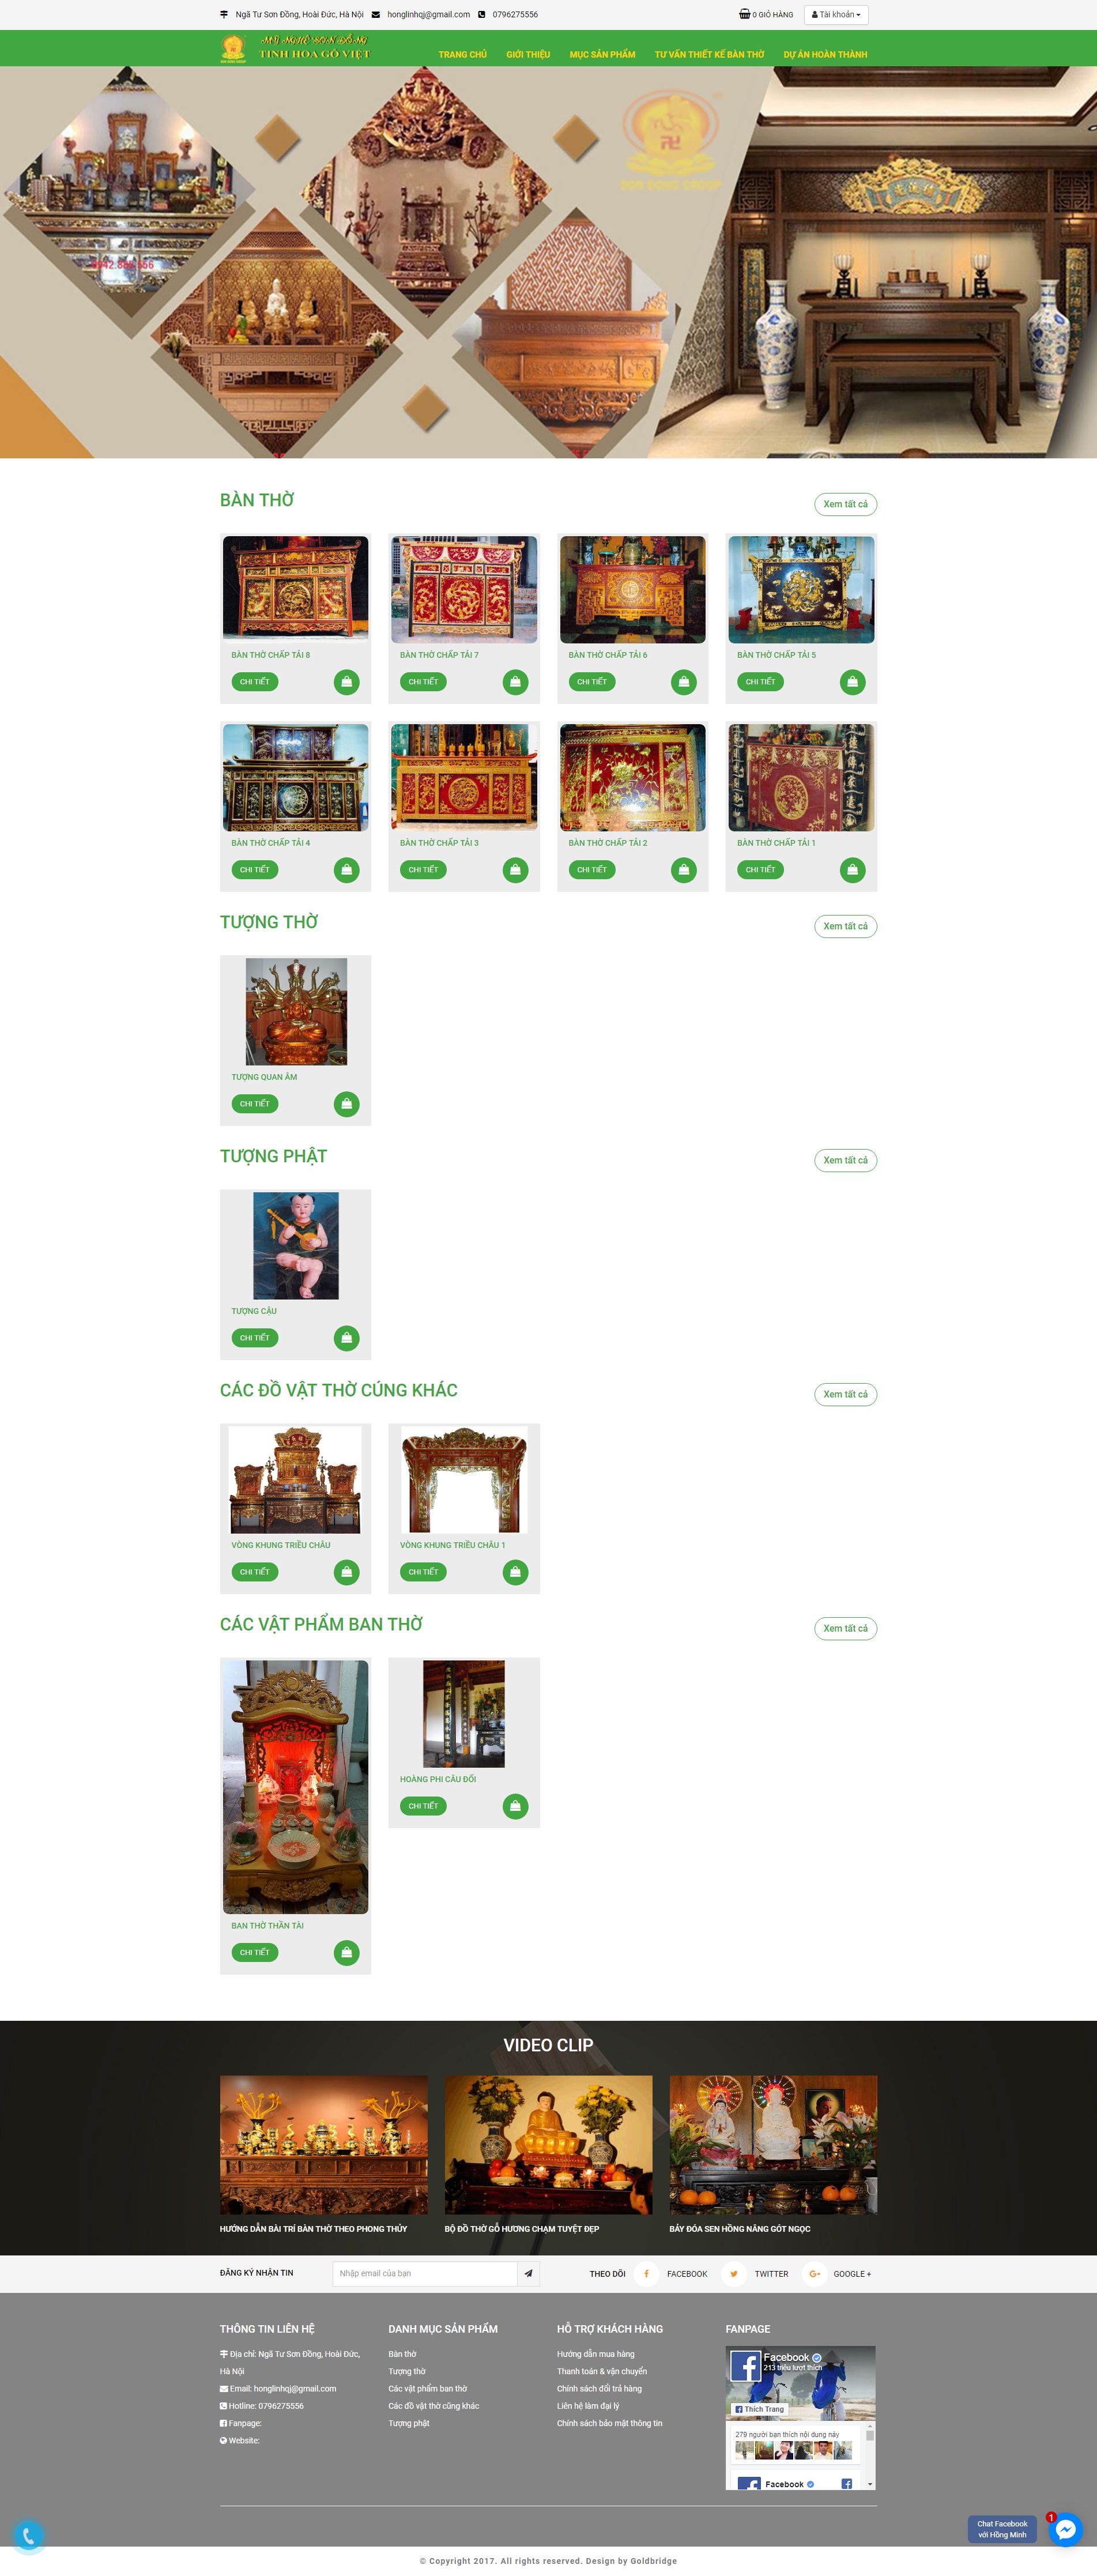 Ngã Tư Sơn Đồng, Hoài Đức, Hà Nội honglinhqj@gmail.com 0796275556
0 GIỎ HÀNG Tài khoản
MỸ NGHỆ SƠN ĐỒNG
TINH HOA GỖ VIỆT
TRANG CHỦ GIỚI THIỆU MỤC SẢN PHẨM TƯ VẤN THIẾT KẾ BÀN THỜ DỰ ÁN HOÀN THÀNH
SON DONG GROUP
BÀN THỜ
Xem tất cả
BÀN THỜ CHẤP TẢI 8
BÀN THỜ CHẤP TẢI 7
BÀN THỜ CHẤP TẢI 6
BÀN THỜ CHẤP TẢI 5
CHI TIẾT
CHI TIẾT
CHI TIẾT
CHI TIẾT
BÀN THỜ CHẤP TẢI 4
BÀN THỜ CHẤP TẢI 3
BÀN THỜ CHẤP TẢI 2
BÀN THỜ CHẤP TẢI 1
CHI TIẾT
CHI TIẾT
CHI TIẾT
CHI TIẾT
TƯỢNG THỜ
Xem tất cả
TƯỢNG QUAN ÂM
CHI TIẾT
TƯỢNG PHẬT
Xem tất cả
TƯỢNG CẬU
CHI TIẾT
CÁC ĐỒ VẬT THỜ CÚNG KHÁC
Xem tất cả
VÒNG KHUNG TRIỀU CHÂU
VÒNG KHUNG TRIỀU CHÂU 1
CHI TIẾT
CHI TIẾT
CÁC VẬT PHẨM BAN THỜ
Xem tất cả
HOÀNG PHI CÂU ĐỐI
CHI TIẾT
BAN THỜ THẦN TÀI
CHI TIẾT
VIDEO CLIP
HƯỚNG DẪN BÀI TRÍ BÀN THỜ THEO PHONG THỦY
BỘ ĐỒ THỜ GỖ HƯƠNG CHẠM TUYỆT ĐẸP
BẢY ĐÓA SEN HỒNG NÂNG GÓT NGỌC
ĐĂNG KÝ NHẬN TIN
Nhập email của bạn
THEO DÕI FACEBOOK TWITTER GOOGLE +
THÔNG TIN LIÊN HỆ
Địa chỉ: Ngã Tư Sơn Đồng, Hoài Đức,
Hà Nội
Email: honglinhqj@gmail.com
Hotline: 0796275556
Fanpage:
Website:
DANH MỤC SẢN PHẨM
Bàn thờ
Tượng thờ
Các vật phẩm ban thờ
Các đồ vật thờ cũng khác
Tượng phật
HỖ TRỢ KHÁCH HÀNG
Hướng dẫn mua hàng
Thanh toán & vận chuyển
Chính sách đổi trả hàng
Liên hệ làm đại lý
Chính sách bảo mật thông tin
FANPAGE
Facebook
213 triệu lượt thích
Thích Trang
279 người bạn thích nội dung này
Facebook
Chat Facebook
với Hồng Minh
1
© Copyright 2017. All rights reserved. Design by Goldbridge